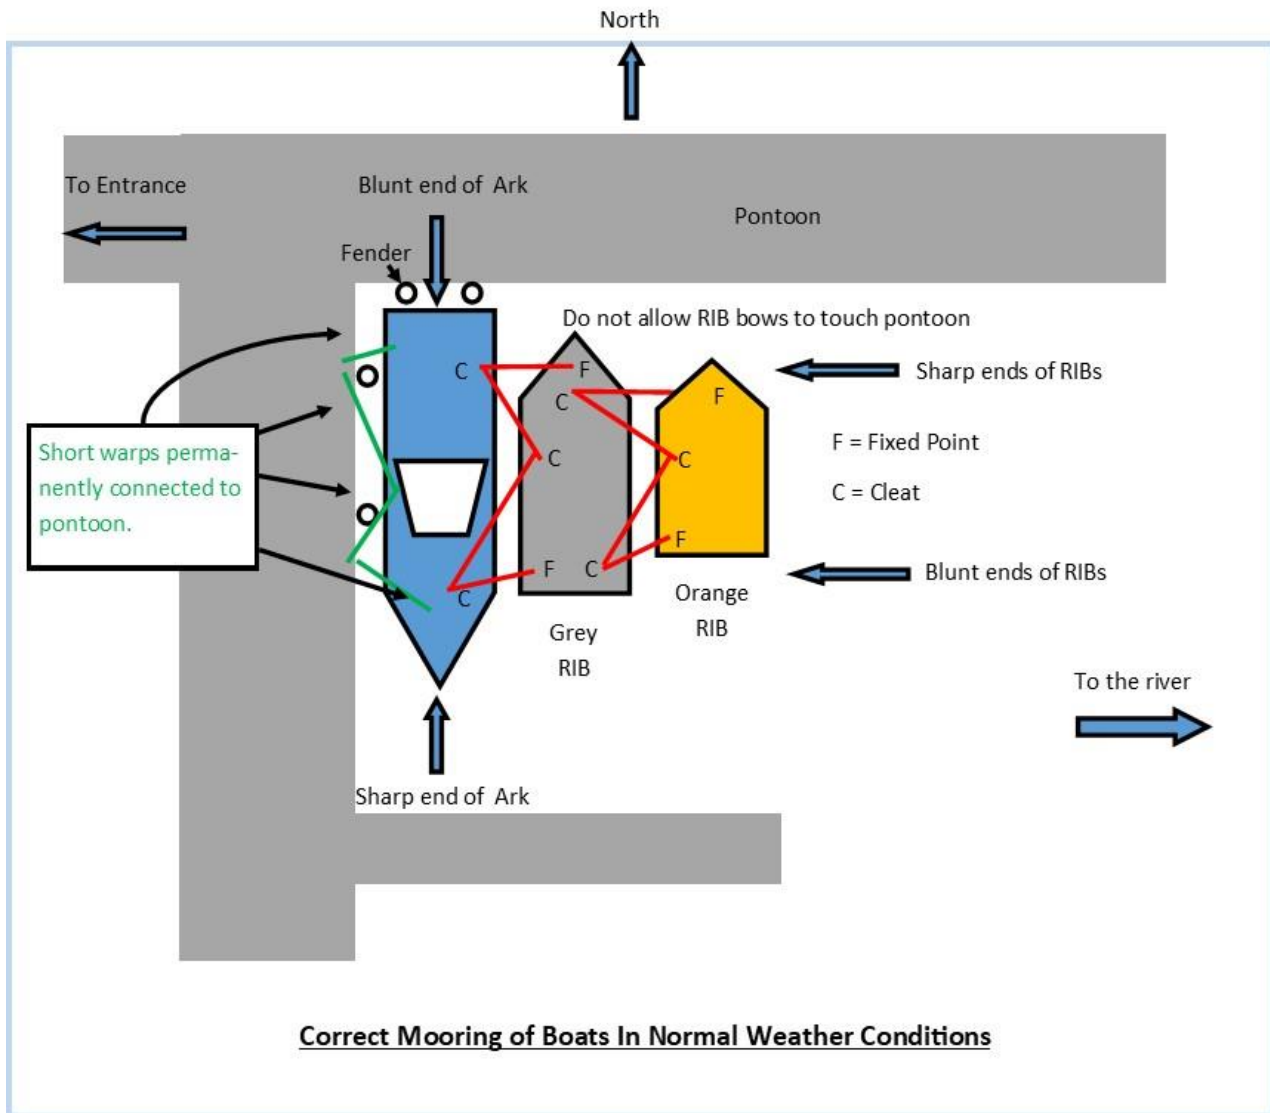 North
To Entrance
Blunt end of Ark
Pontoon
Fender
Do not allow RIB bows to touch pontoon
C
F
Sharp ends of RIBs
C
F
F = Fixed Point
Short warps perma-
nently connected to
pontoon.
C
C
C = Cleat
F
C
F
C
Blunt ends of RIBs
Orange
RIB
Grey
RIB
To the river
Sharp end of Ark
Correct Mooring of Boats In Normal Weather Conditions